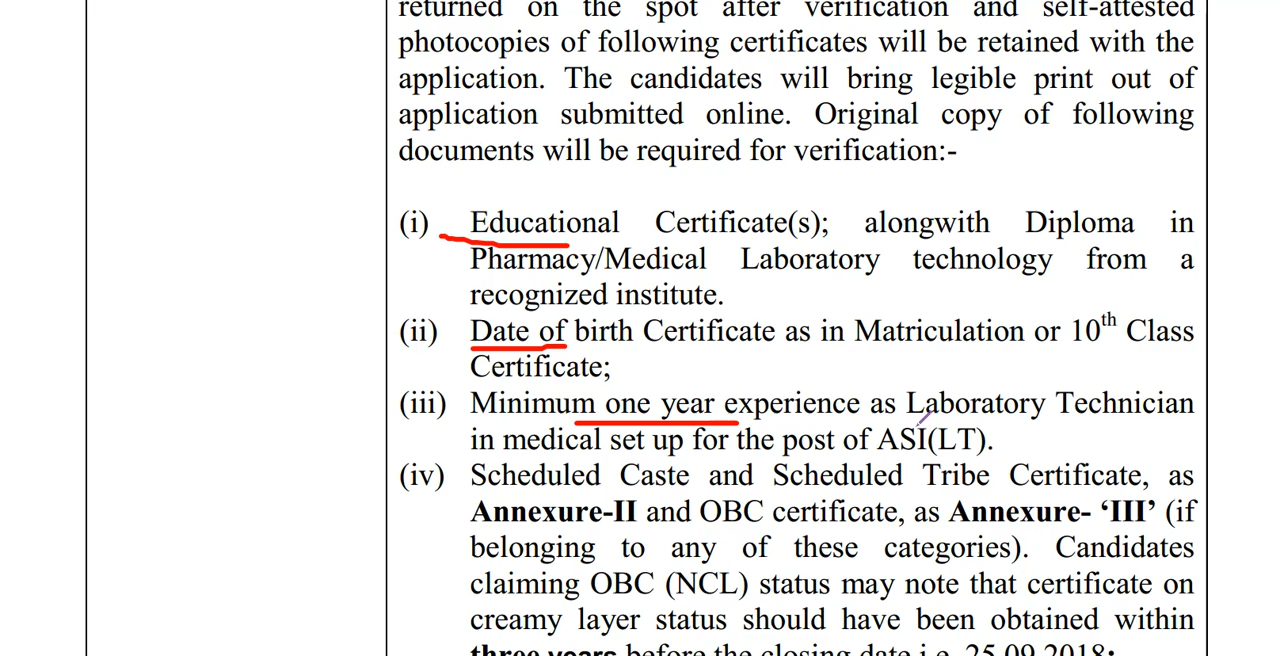 returned on the spot after verification and self-attested
photocopies of following certificates will be retained with the
application. The candidates will bring legible print out of
application submitted online. Original copy of following
documents will be required for verification:-
(i) Educational Certificate(s); alongwith Diploma in
Pharmacy/Medical Laboratory technology from a
recognized institute.
(ii) Date of birth Certificate as in Matriculation or 10th Class
Certificate;
(iii) Minimum one year experience as Laboratory Technician
in medical set up for the post of ASI(LT).
(iv) Scheduled Caste and Scheduled Tribe Certificate, as
Annexure-II and OBC certificate, as Annexure- ‘III’ (if
belonging to any of these categories). Candidates
claiming OBC (NCL) status may note that certificate on
creamy layer status should have been obtained within
three years before the closing date i.e. 25.09.2018;